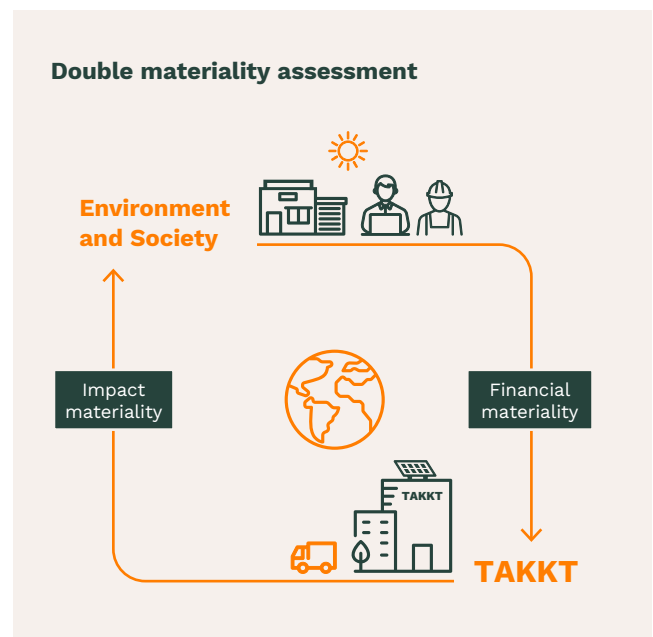 Double materiality assessment
Environment
and Society
Impact
materiality
Financial
materiality
TAKKT
TAKKT